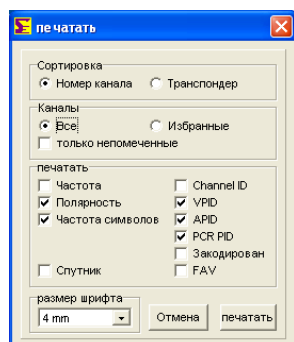 печатать
Сортировка
Номер канала Транспондер
Каналы
Все Избранные
только непомеченные
печатать
Частота Channel ID
Полярность VPID
Частота символов APID
PCR PID
Закодирован
Спутник FAV
размер шрифта
4 mm Отмена печатать